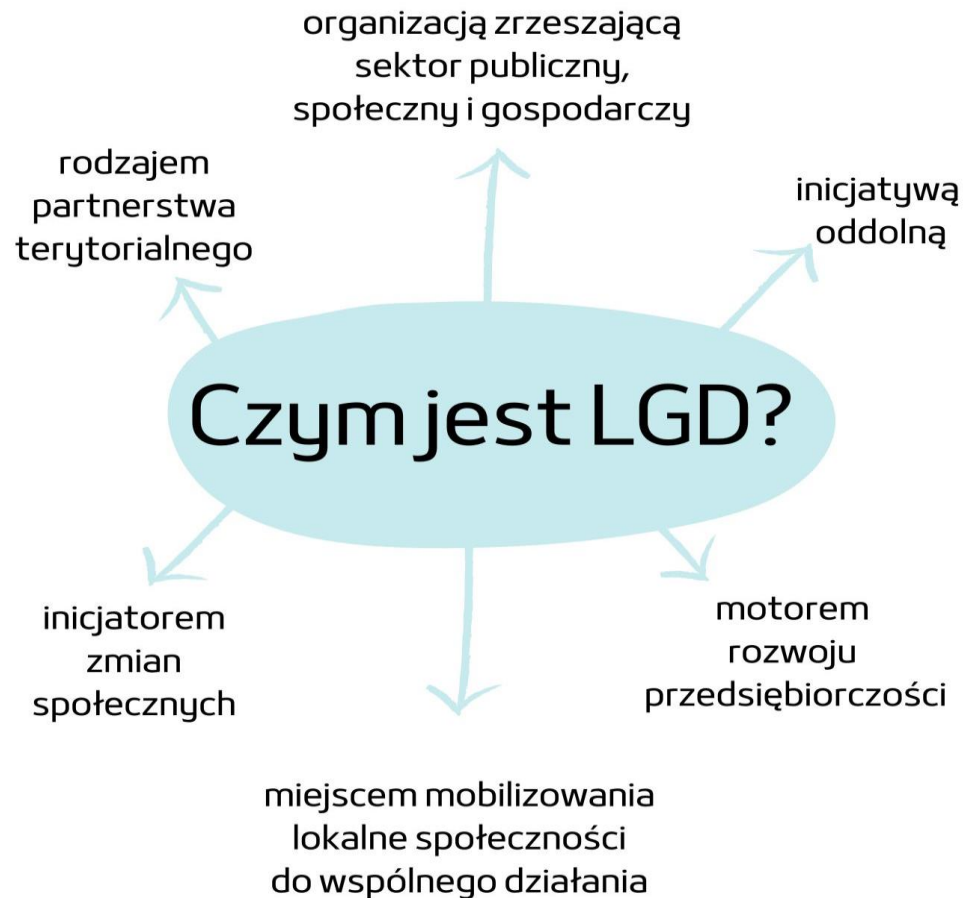 organizacją zrzeszającą
sektor publiczny,
społeczny i gospodarczy
rodzajem
partnerstwa
terytorialnego
inicjatywą
oddolną
Czym jest LGD?
inicjatorem
zmian
społecznych
motorem
rozwoju
przedsiębiorczości
miejscem mobilizowania
lokalne społeczności
do wspólnego działania